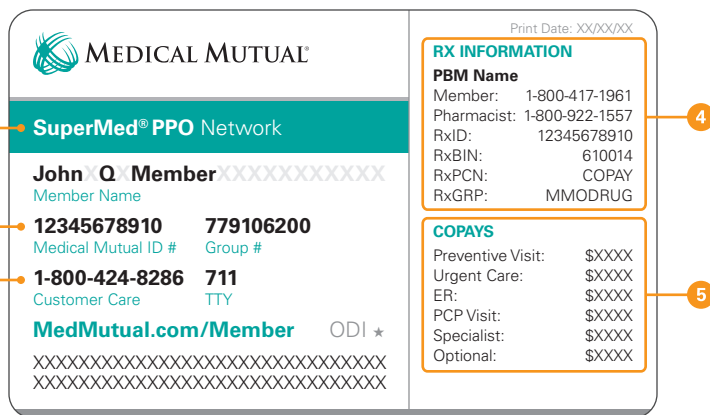 MEDICAL MUTUAL®
SuperMed® PPO Network
JohnXQXMemberXXXXXXXXXXX
Member Name
12345678910 779106200
Medical Mutual ID # Group #
1-800-424-8286 711
Customer Care TTY
MedMutual.com/Member ODI ★
XXXXXXXXXXXXXXXXXXXXXXXXXXXXXXX
XXXXXXXXXXXXXXXXXXXXXXXXXXXXXXX
Print Date: XX/XX/XX
RX INFORMATION
PBM Name
Member: 1-800-417-1961
Pharmacist: 1-800-922-1557
RxID: 12345678910
RxBIN: 610014
RxPCN: COPAY
RxGRP: MMODRUG
4
COPAYS
Preventive Visit: $XXXX
Urgent Care: $XXXX
ER: $XXXX
PCP Visit: $XXXX
Specialist: $XXXX
Optional: $XXXX
5